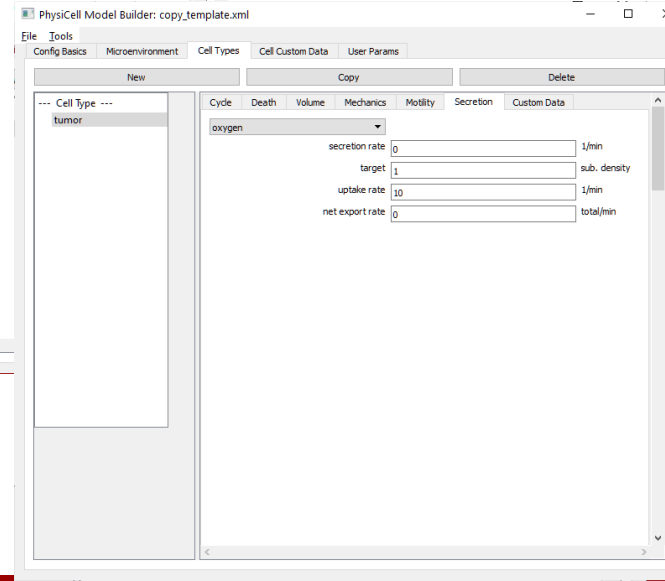 PhysiCell Model Builder: copy_template.xml
File Tools
Config Basics Microenvironment Cell Types Cell Custom Data User Params
New Copy Delete
--- Cell Type ---
tumor
Cycle Death Volume Mechanics Motility Secretion Custom Data
oxygen
secretion rate 0 1/min
target 1 sub. density
uptake rate 10 1/min
net export rate 0 total/min